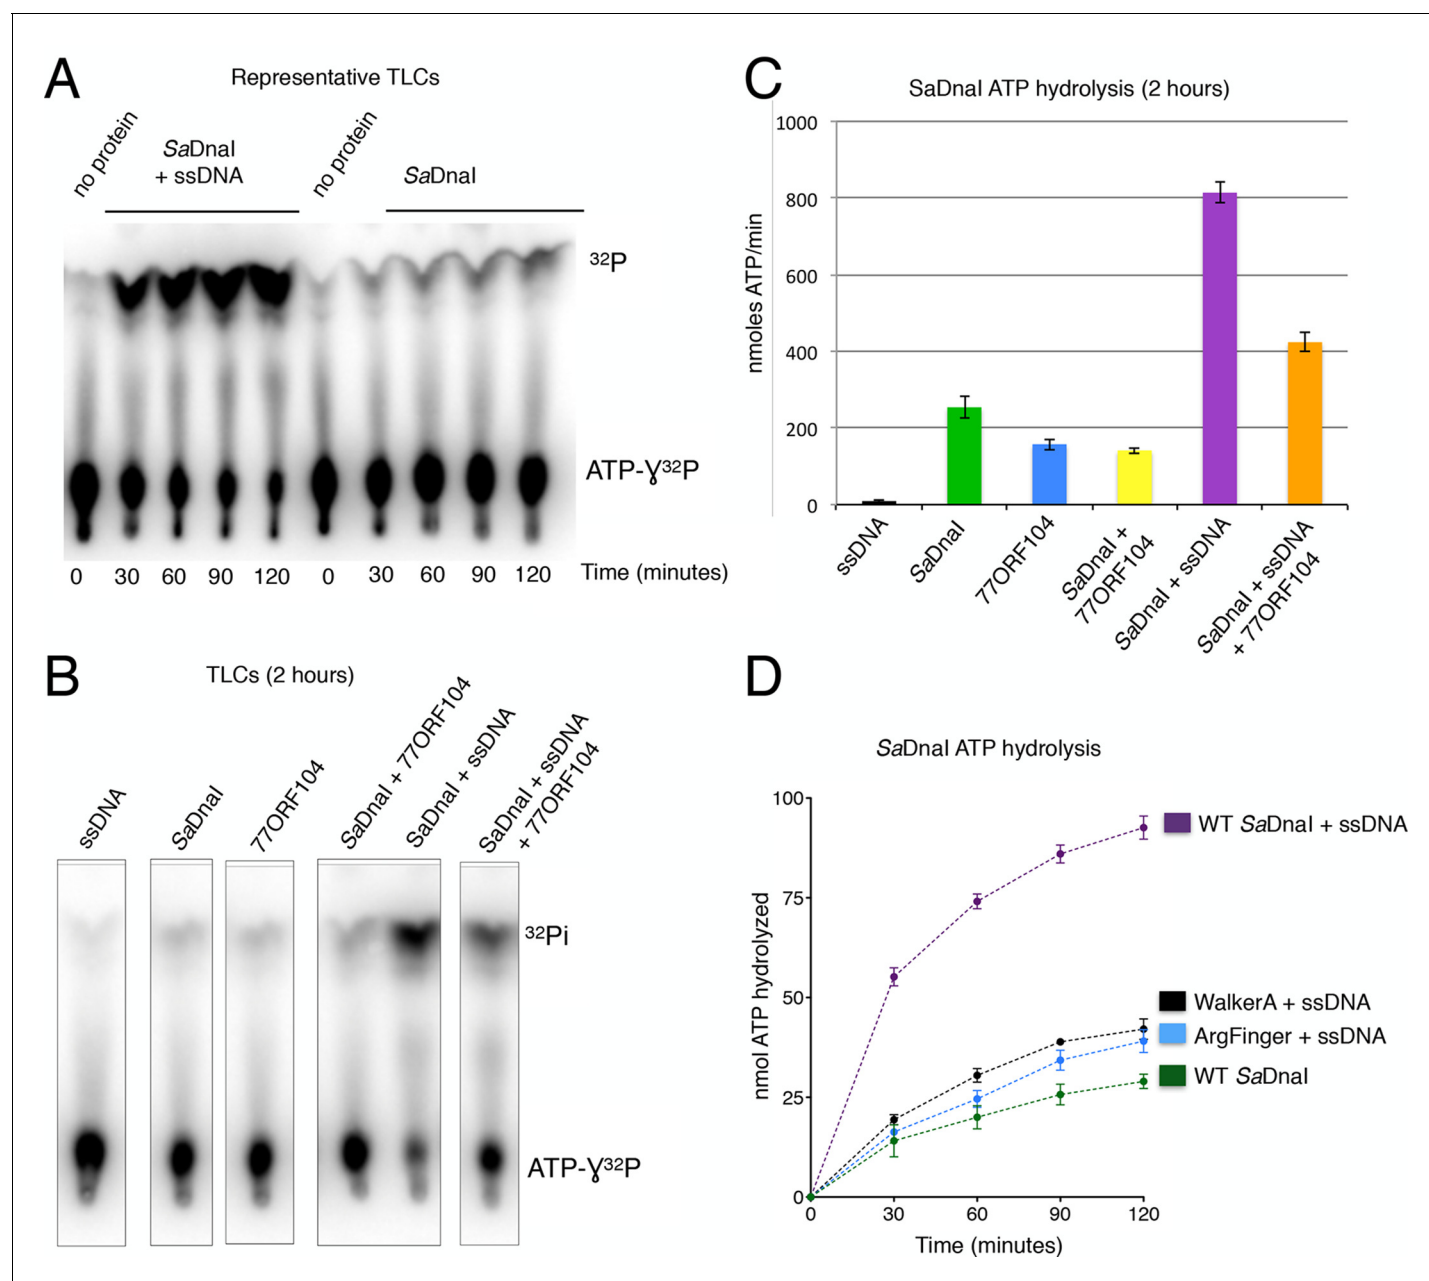 A
Representative TLCs
no protein
SaDnaI
+ ssDNA
no protein
SaDnaI
32P
ATP-Ɣ32P
0 30 60 90 120 0 30 60 90 120 Time (minutes)
B
TLCs (2 hours)
ssDNA
SaDnaI
77ORF104
SaDnaI + 77ORF104
SaDnaI + ssDNA
SaDnaI + ssDNA
+ 77ORF104
32Pi
ATP-Ɣ32P
C
SaDnaI ATP hydrolysis (2 hours)
nmoles ATP/min
1000
800
600
400
200
0
ssDNA
SaDnaI
77ORF104
SaDnaI +
77ORF104
SaDnaI + ssDNA
SaDnaI + ssDNA
+ 77ORF104
D
SaDnaI ATP hydrolysis
nmol ATP hydrolyzed
100
75
50
25
0
0 30 60 90 120
Time (minutes)
WT SaDnaI + ssDNA
WalkerA + ssDNA
ArgFinger + ssDNA
WT SaDnaI